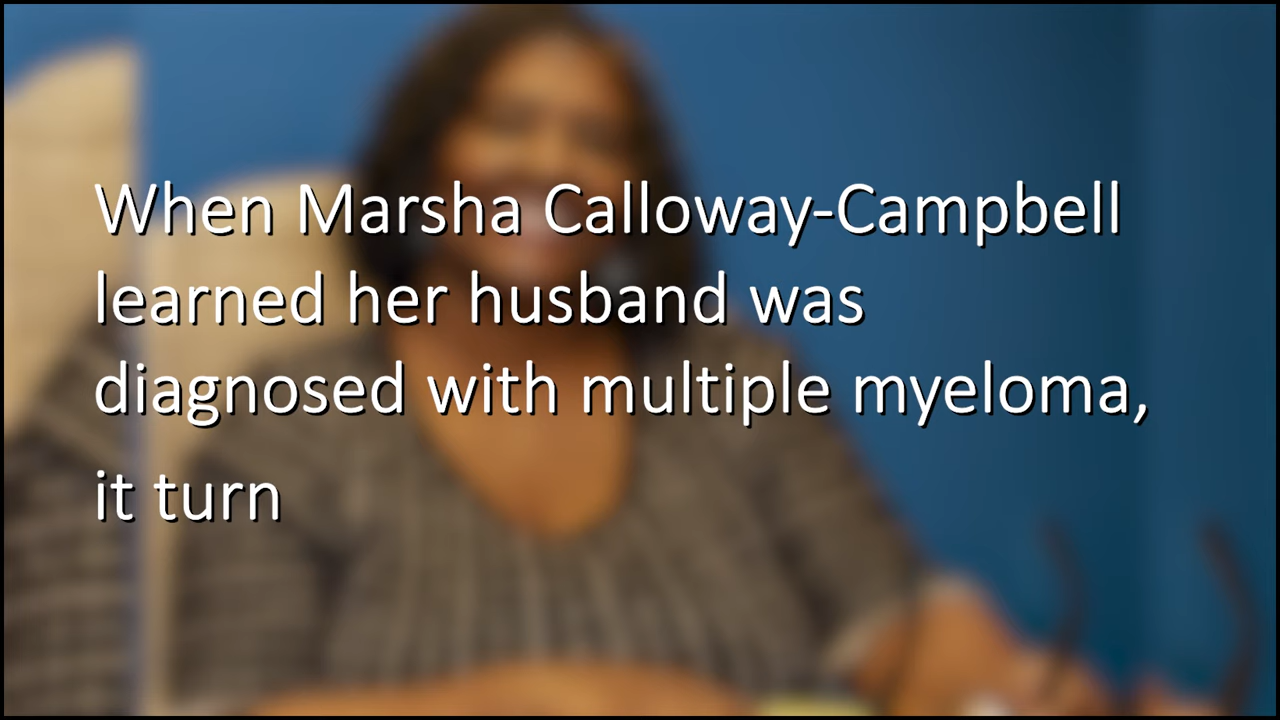 When Marsha Calloway-Campbell
learned her husband was
diagnosed with multiple myeloma,
it turn